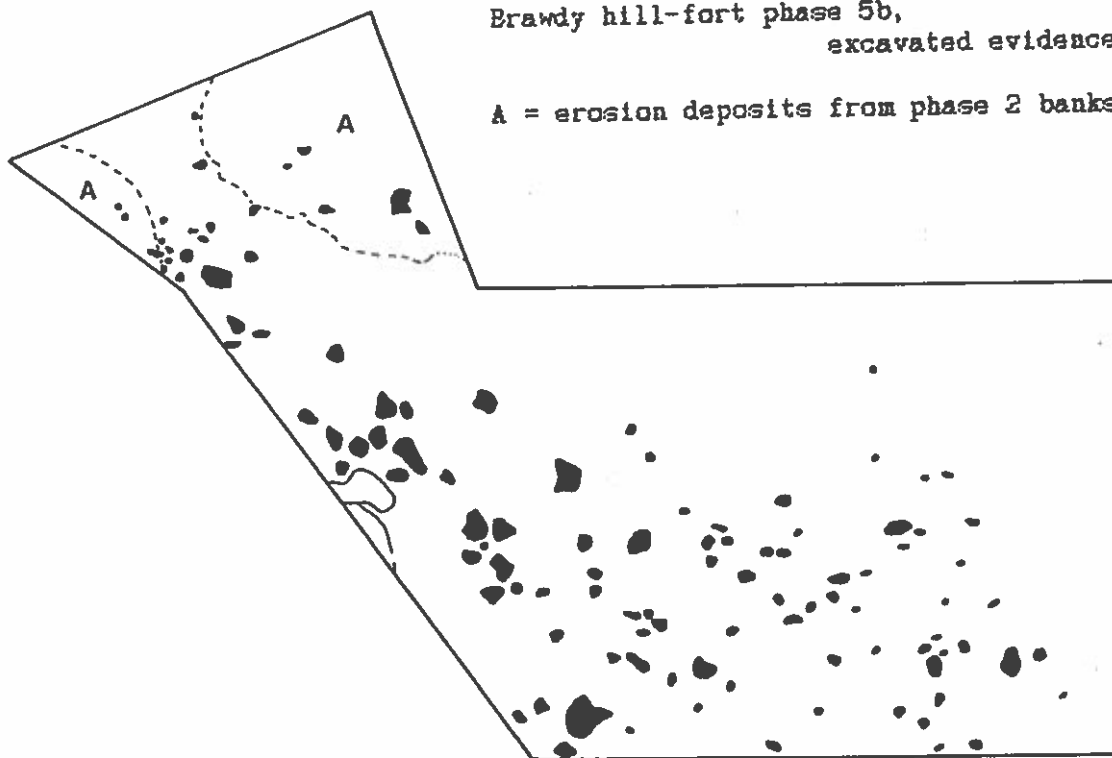 Brawdy hill-fort phase 5b,
excavated evidence
A = erosion deposits from phase 2 banks
A
A